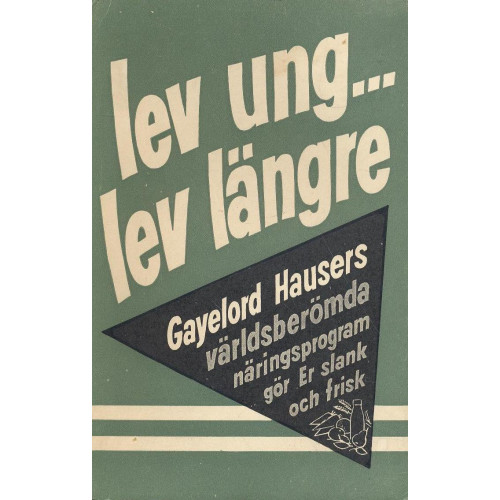 lev ung...
lev längre
Gayelord Hausers
världsberömda
näringsprogram
gör Er slank
och frisk